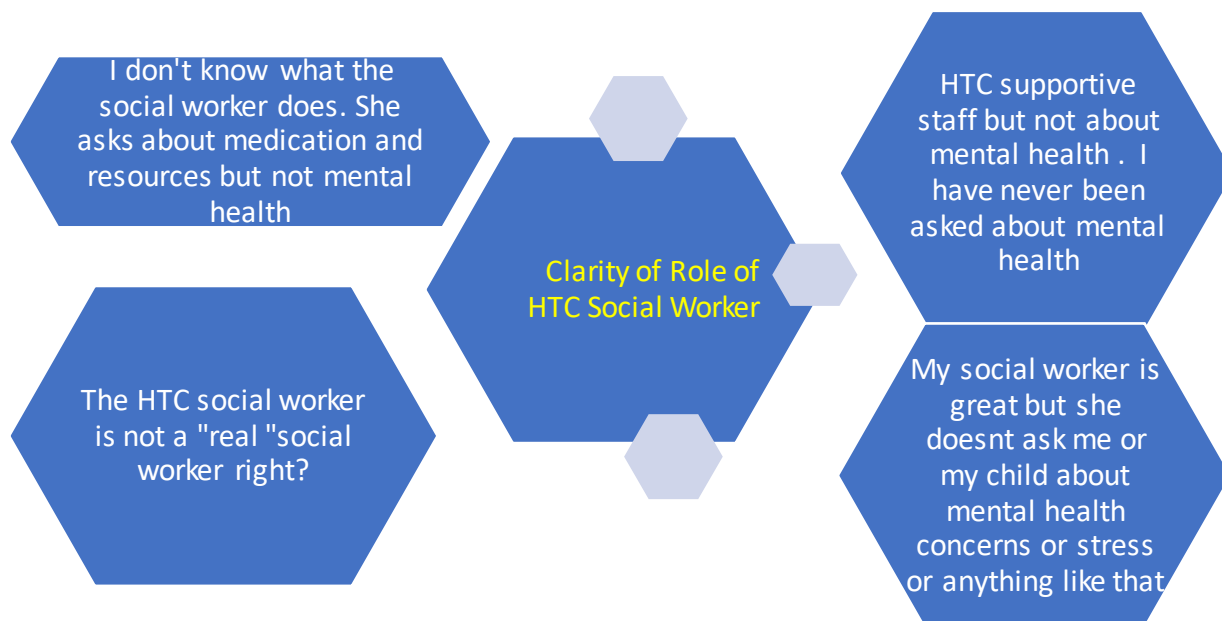 I don't know what the
social worker does. She
asks about medication and
resources but not mental
health
The HTC social worker
is not a "real "social
worker right?
Clarity of Role of
HTC Social Worker
HTC supportive
staff but not about
mental health . I
have never been
asked about mental
health
My social worker is
great but she
doesnt ask me or
my child about
mental health
concerns or stress
or anything like that